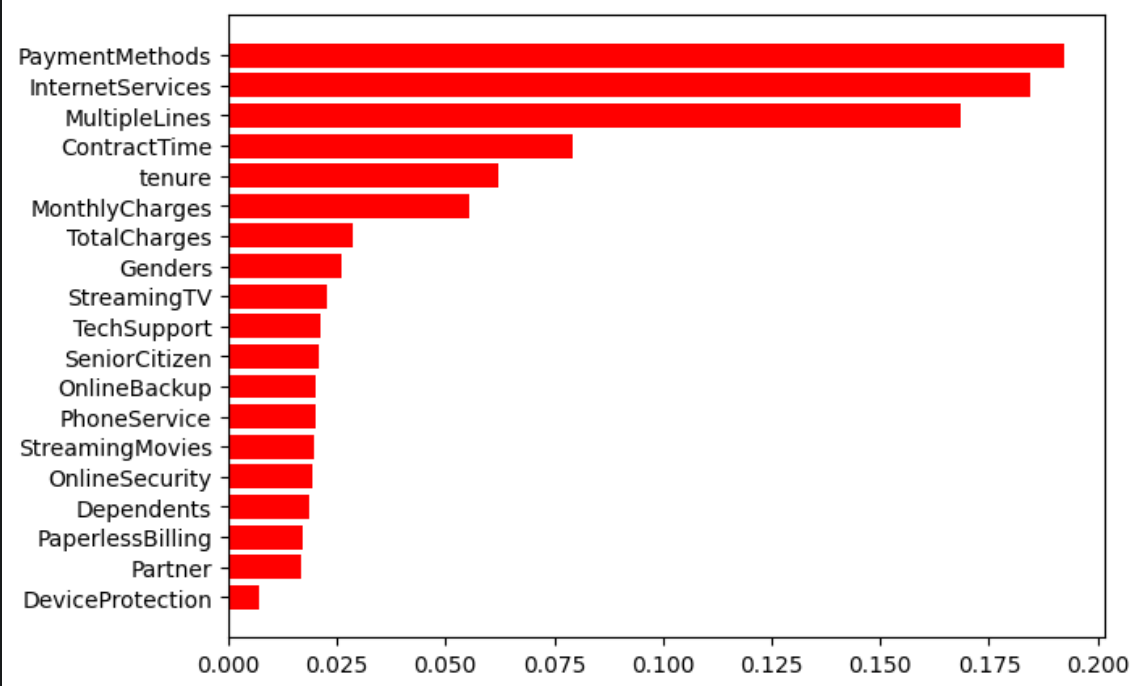 PaymentMethods
InternetServices
MultipleLines
ContractTime
tenure
MonthlyCharges
TotalCharges
Genders
StreamingTV
TechSupport
SeniorCitizen
OnlineBackup
PhoneService
StreamingMovies
OnlineSecurity
Dependents
PaperlessBilling
Partner
DeviceProtection
0.000 0.025 0.050 0.075 0.100 0.125 0.150 0.175 0.200